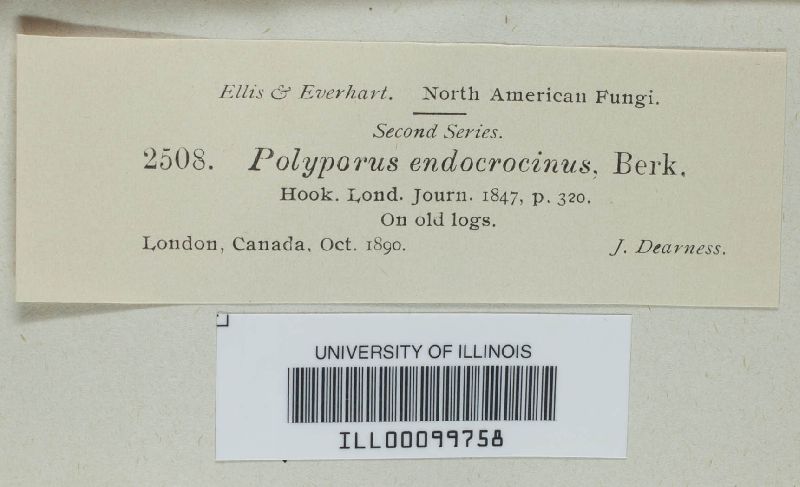 Ellis & Everhart. North American Fungi.
Second Series.
2508. Polyporus endocrocinus, Berk.
Hook. Lond. Journ. 1847, p. 320.
On old logs.
London, Canada, Oct. 1890. J. Dearness.
UNIVERSITY OF ILLINOIS
ILL00099758